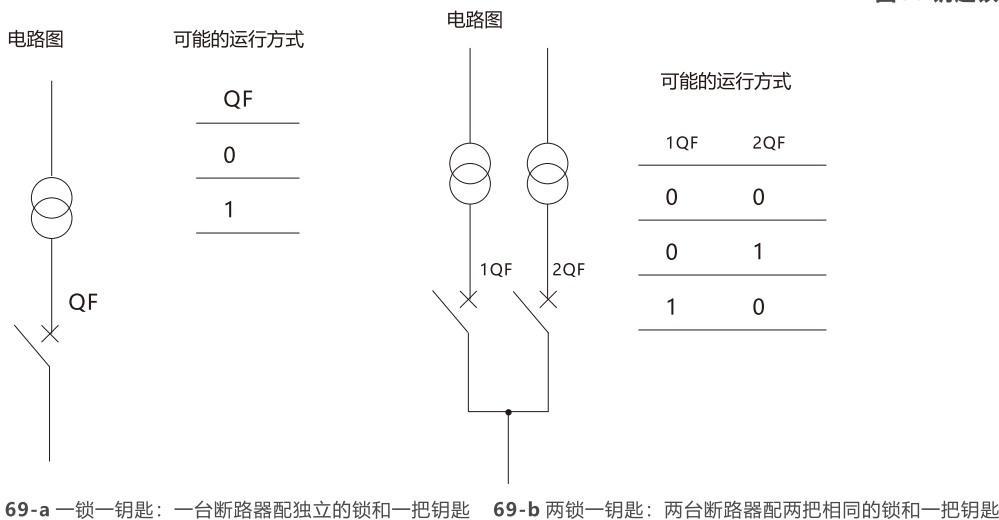 电路图
可能的运行方式
QF
0
1
QF
69-a 一锁一钥匙：一台断路器配独立的锁和一把钥匙
电路图
可能的运行方式
1QF 2QF
0 0
0 1
1 0
1QF 2QF
69-b 两锁一钥匙：两台断路器配两把相同的锁和一把钥匙